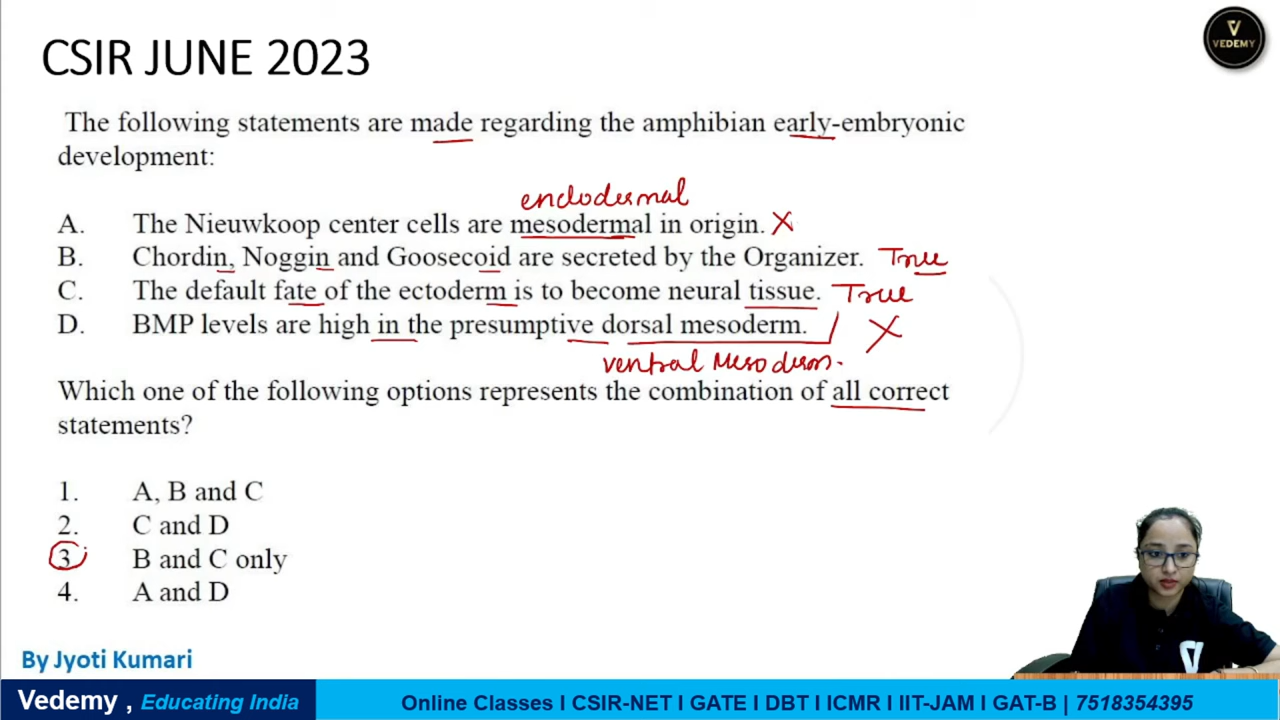 CSIR JUNE 2023
VEDEMY
The following statements are made regarding the amphibian early-embryonic
development:
endodermal
A. The Nieuwkoop center cells are mesodermal in origin. X
B. Chordin, Noggin and Goosecoid are secreted by the Organizer. True
C. The default fate of the ectoderm is to become neural tissue. True
D. BMP levels are high in the presumptive dorsal mesoderm. X
ventral Mesoderm.
Which one of the following options represents the combination of all correct
statements?
1. A, B and C
2. C and D
3. B and C only
4. A and D
By Jyoti Kumari
Vedemy , Educating India
Online Classes I CSIR-NET I GATE I DBT I ICMR I IIT-JAM I GAT-B | 7518354395